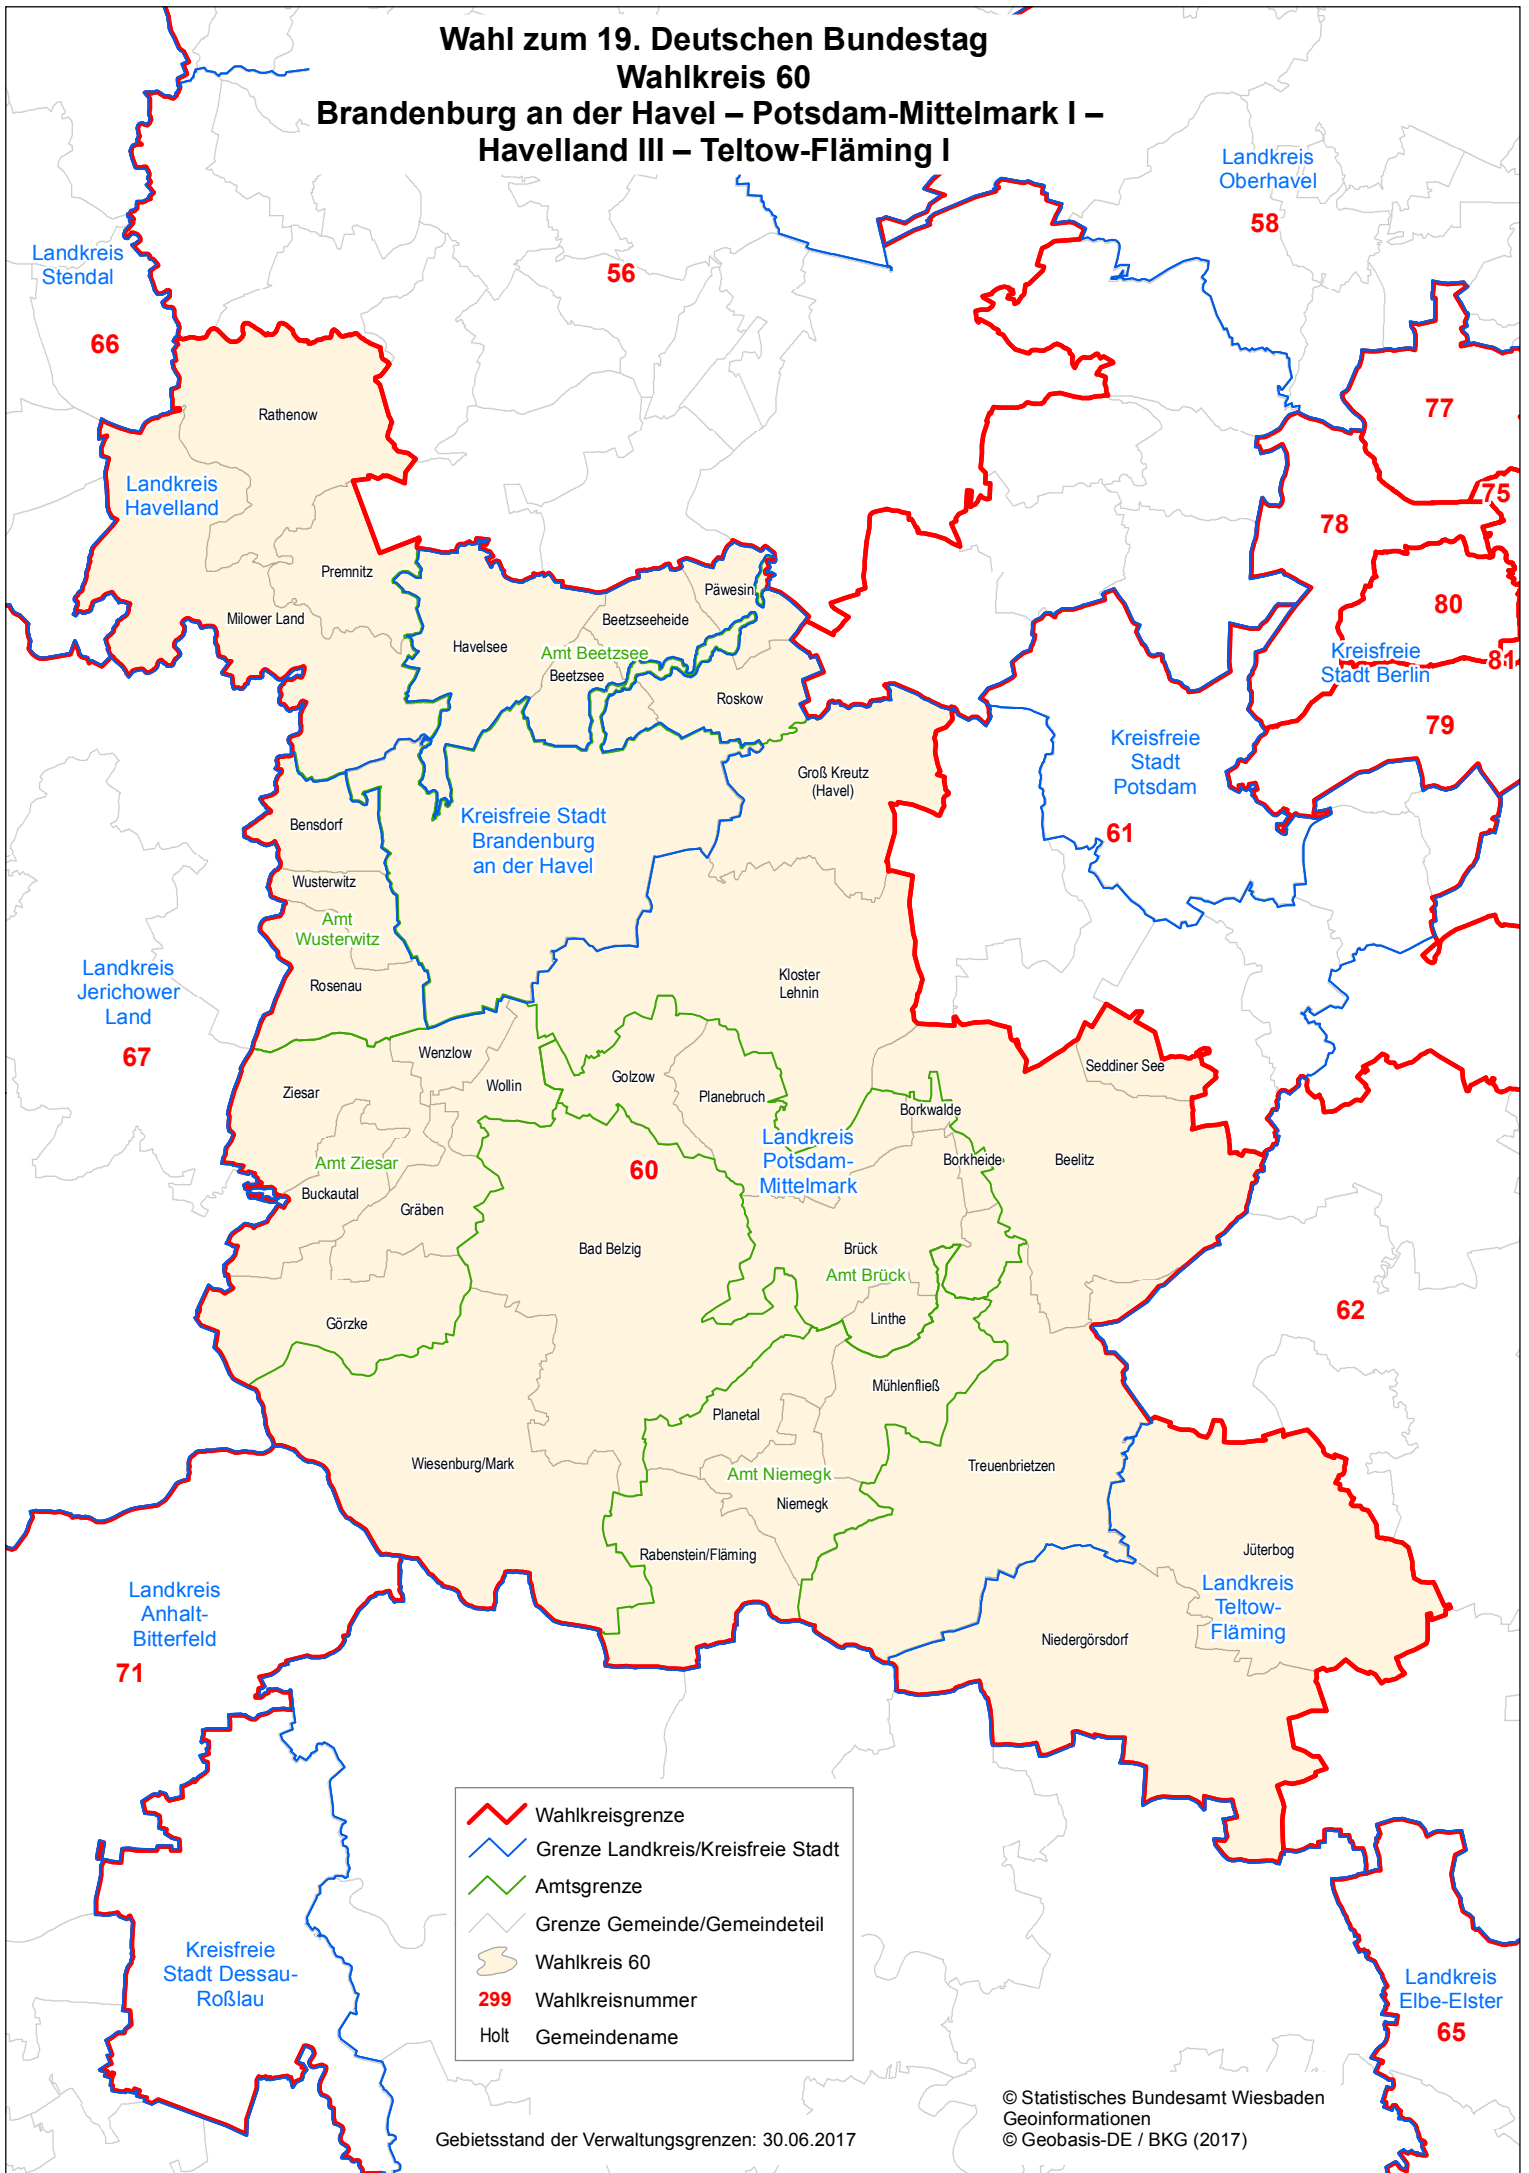 Wahl zum 19. Deutschen Bundestag
Wahlkreis 60
Brandenburg an der Havel – Potsdam-Mittelmark I –
Havelland III – Teltow-Fläming I
Landkreis
Oberhavel
58
Landkreis
Stendal
56
66
77
Rathenow
Landkreis
Havelland
75
78
Premnitz
Päwesin
80
Milower Land
Beetzseeheide
Havelsee
Amt Beetzsee
Beetzsee
Kreisfreie
Stadt Berlin
81
Roskow
79
Kreisfreie
Stadt
Potsdam
61
Groß Kreutz
(Havel)
Bensdorf
Kreisfreie Stadt
Brandenburg
an der Havel
Wusterwitz
Amt
Wusterwitz
Landkreis
Jerichower
Land
67
Rosenau
Kloster
Lehnin
Wenzlow
Seddiner See
Ziesar
Wollin
Golzow
Planebruch
Borkwalde
Landkreis
Potsdam-
Mittelmark
Amt Ziesar
60
Borkheide
Beelitz
Buckautal
Gräben
Bad Belzig
Brück
Amt Brück
Görzke
Linthe
62
Mühlenfließ
Planetal
Wiesenburg/Mark
Amt Niemegk
Treuenbrietzen
Niemegk
Rabenstein/Fläming
Jüterbog
Landkreis
Anhalt-
Bitterfeld
71
Landkreis
Teltow-
Fläming
Niedergörsdorf
Wahlkreisgrenze
Grenze Landkreis/Kreisfreie Stadt
Amtsgrenze
Grenze Gemeinde/Gemeindeteil
Wahlkreis 60
299 Wahlkreisnummer
Holt Gemeindename
Kreisfreie
Stadt Dessau-
Roßlau
Landkreis
Elbe-Elster
65
© Statistisches Bundesamt Wiesbaden
Geoinformationen
© Geobasis-DE / BKG (2017)
Gebietsstand der Verwaltungsgrenzen: 30.06.2017